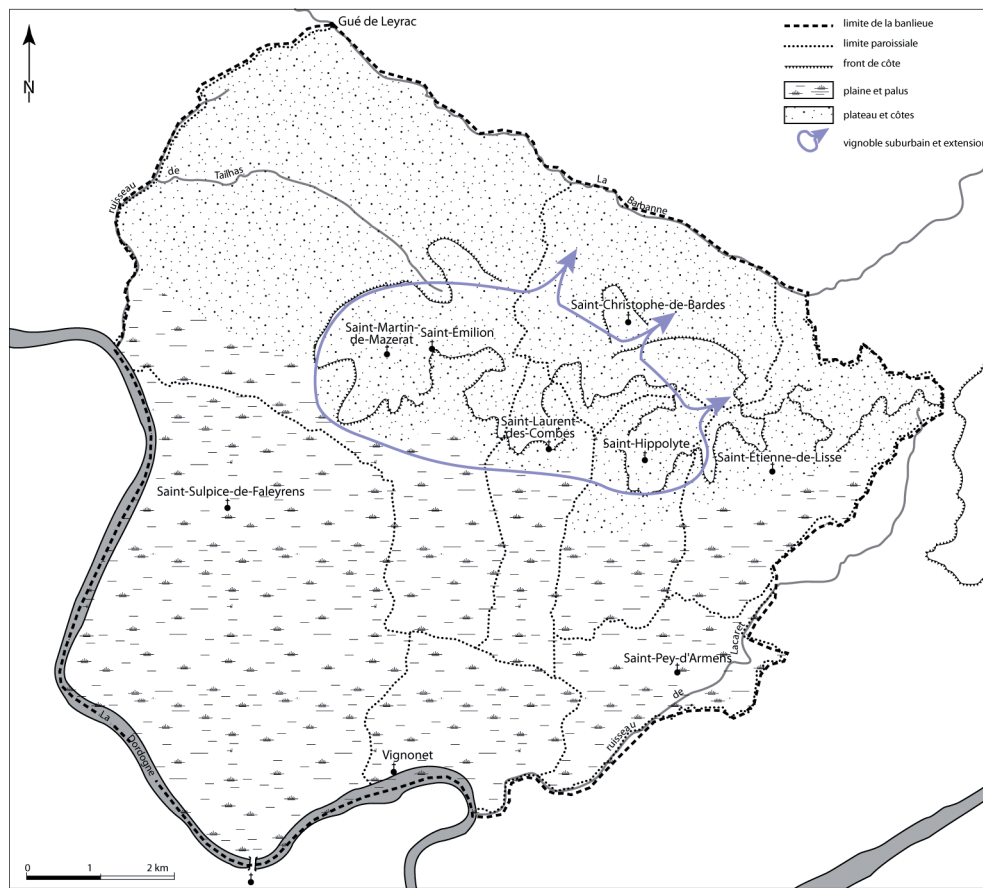 Gué de Leyrac
N
limite de la banlieue
limite paroissiale
front de côte
plaine et palus
plateau et côtes
vignoble suburbain et extension
ruisseau de Tailhas
La Barbanne
Saint-Christophe-de-Bardes
Saint-Martin-
de-Mazerat
Saint-Émilion
Saint-Laurent-
des-Combes
Saint-Hippolyte
Saint-Etienne-de-Lisse
Saint-Sulpice-de-Faleyrens
Saint-Pey-d'Armens
ruisseau de Lacaret
Vignonet
La Dordogne
0 1 2 km